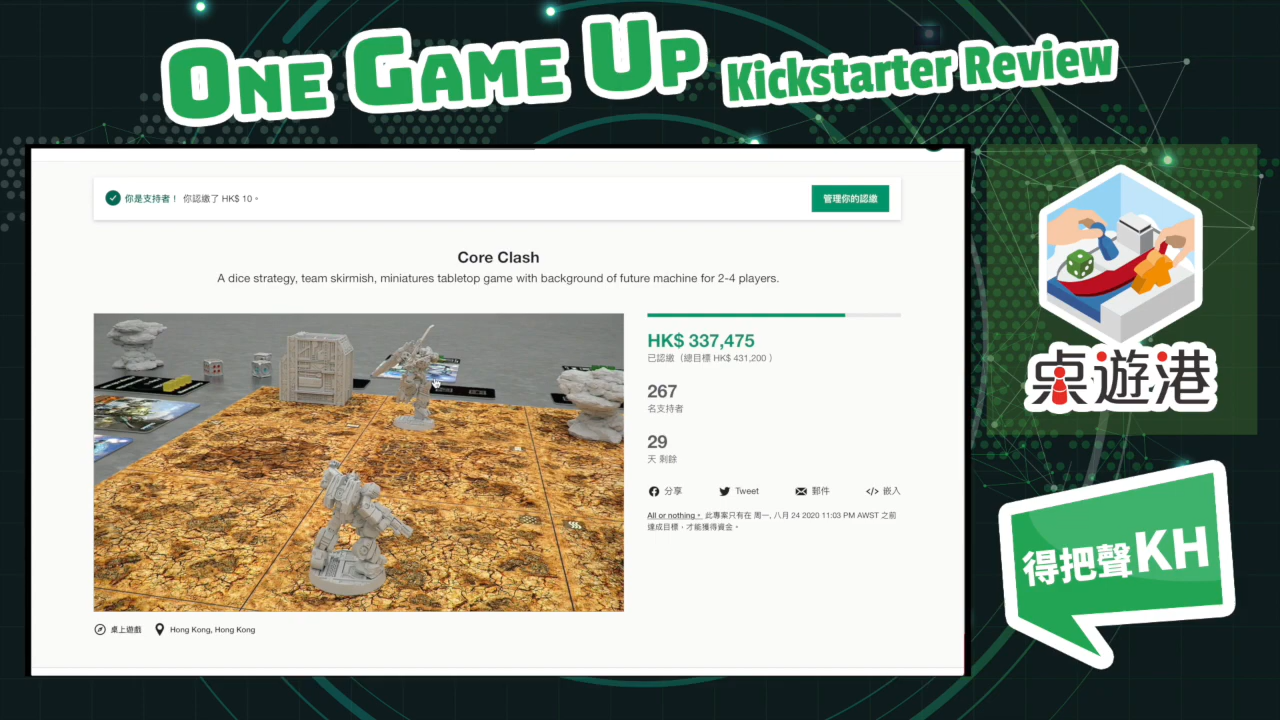 ONE GAME UP Kickstarter Review
你是支持者！ 你認繳了 HK$ 10。
管理你的認繳
Core Clash
A dice strategy, team skirmish, miniatures tabletop game with background of future machine for 2-4 players.
HK$ 337,475
已認繳（總目標 HK$ 431,200 ）
267
名支持者
29
天 剩餘
分享 Tweet 郵件 </> 嵌入
All or nothing。 此專案只有在 周一, 八月 24 2020 11:03 PM AWST 之前
達成目標，才能獲得資金。
桌上遊戲 Hong Kong, Hong Kong
桌遊港
得把聲KH